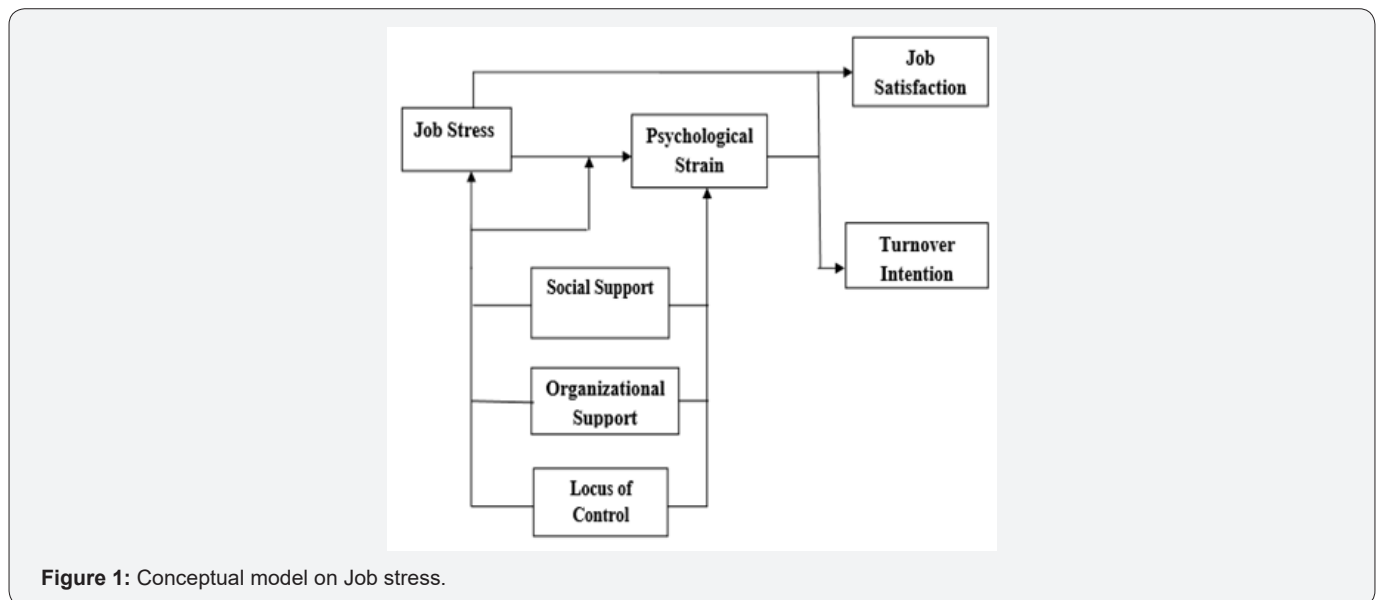 Job
Satisfaction
Job Stress
Psychological
Strain
Turnover
Intention
Social Support
Organizational
Support
Locus of
Control
Figure 1: Conceptual model on Job stress.